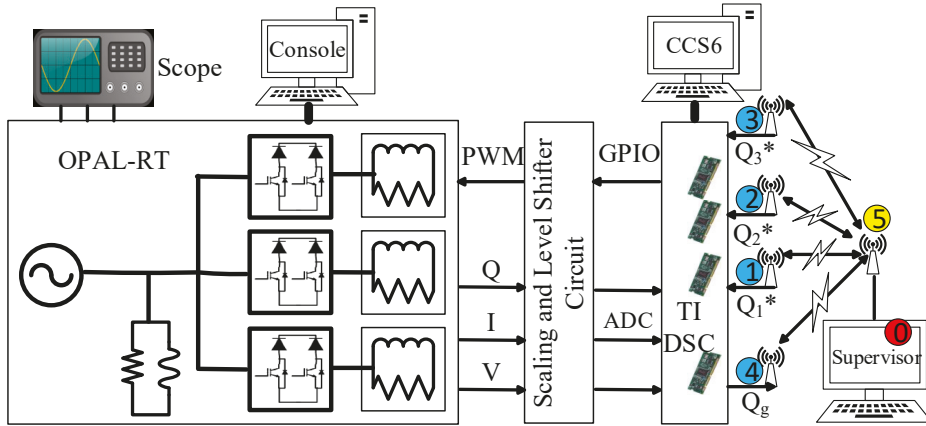 Scope
Console
CCS6
OPAL-RT
PWM
Q
I
V
Scaling and Level Shifter
Circuit
GPIO
ADC
TI
DSC
3
Q3*
2
Q2*
1
Q1*
4
Qg
5
0
Supervisor